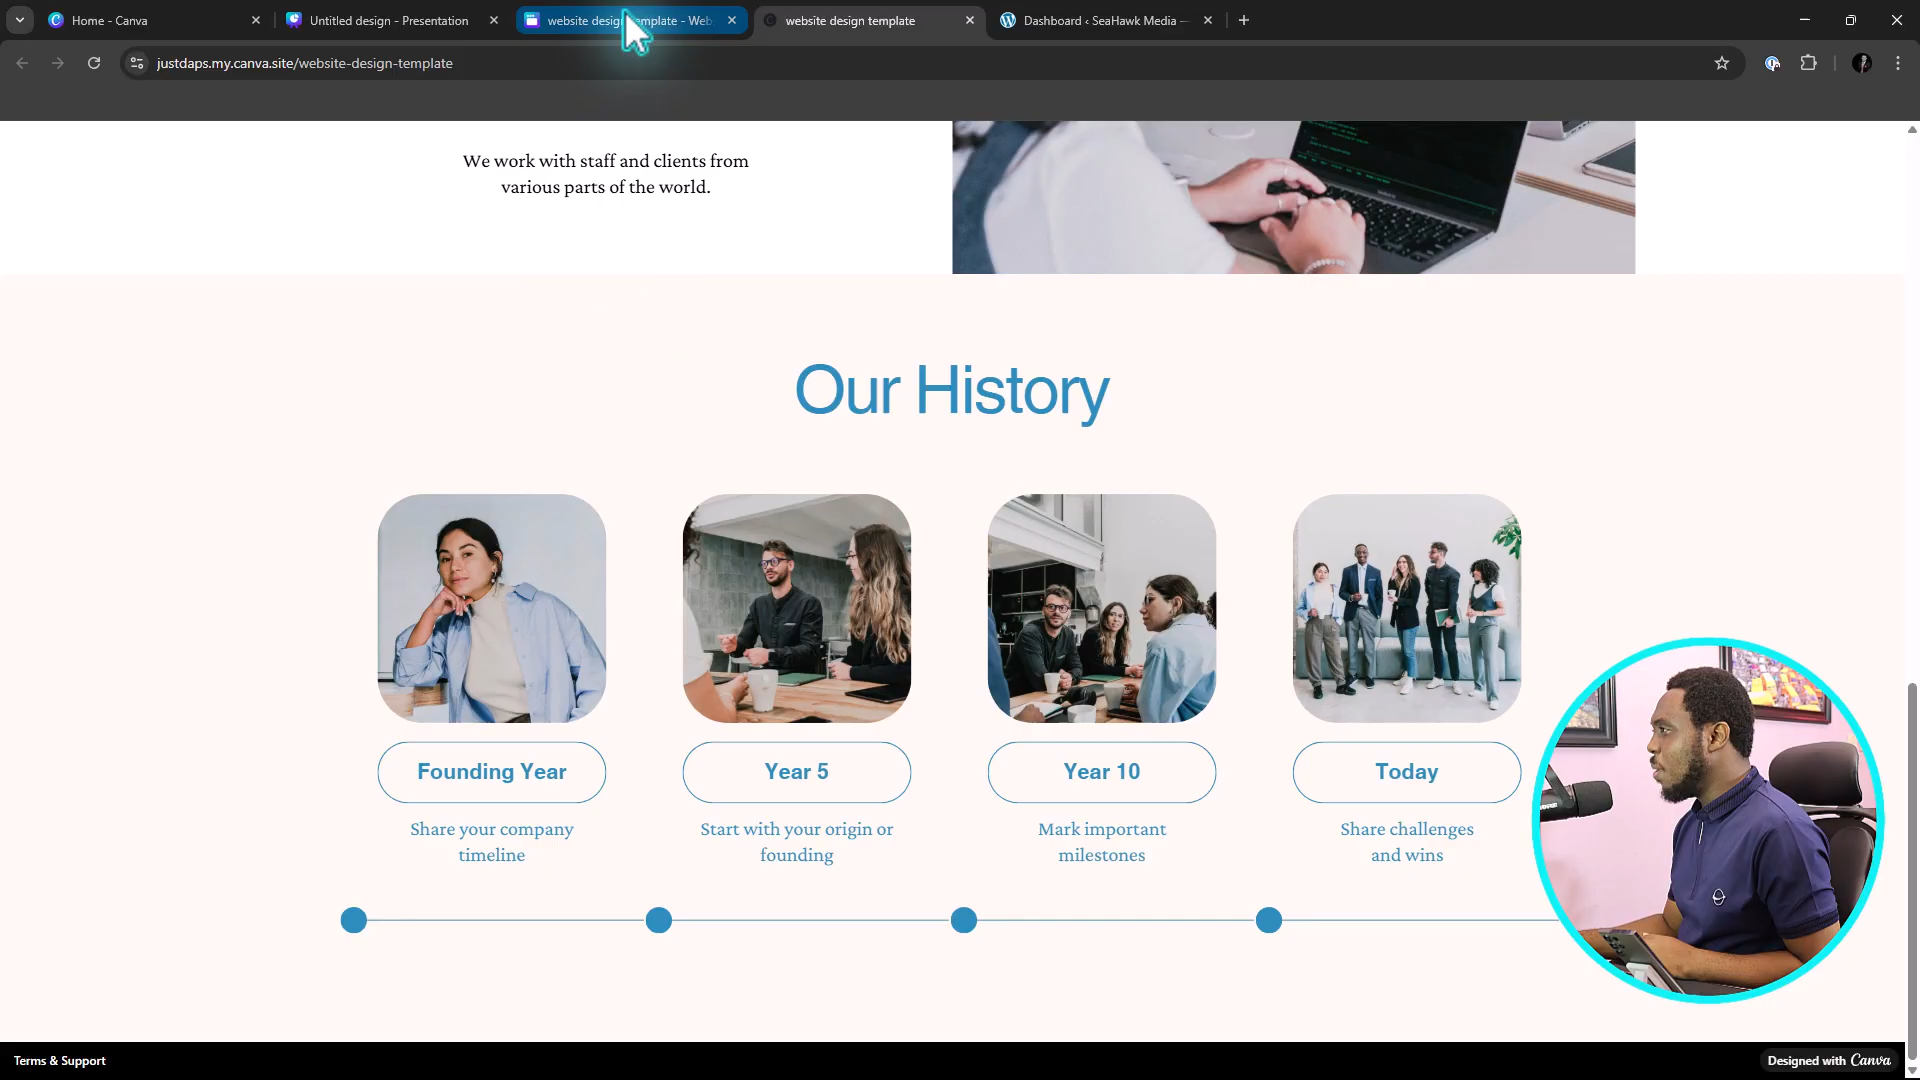 Home - Canva
Untitled design - Presentation
website design template - Web
website design template
Dashboard ‹ SeaHawk Media —
justdaps.my.canva.site/website-design-template
We work with staff and clients from
various parts of the world.
Our History
Founding Year
Share your company
timeline
Year 5
Start with your origin or
founding
Year 10
Mark important
milestones
Today
Share challenges
and wins
Terms & Support
Designed with Canva